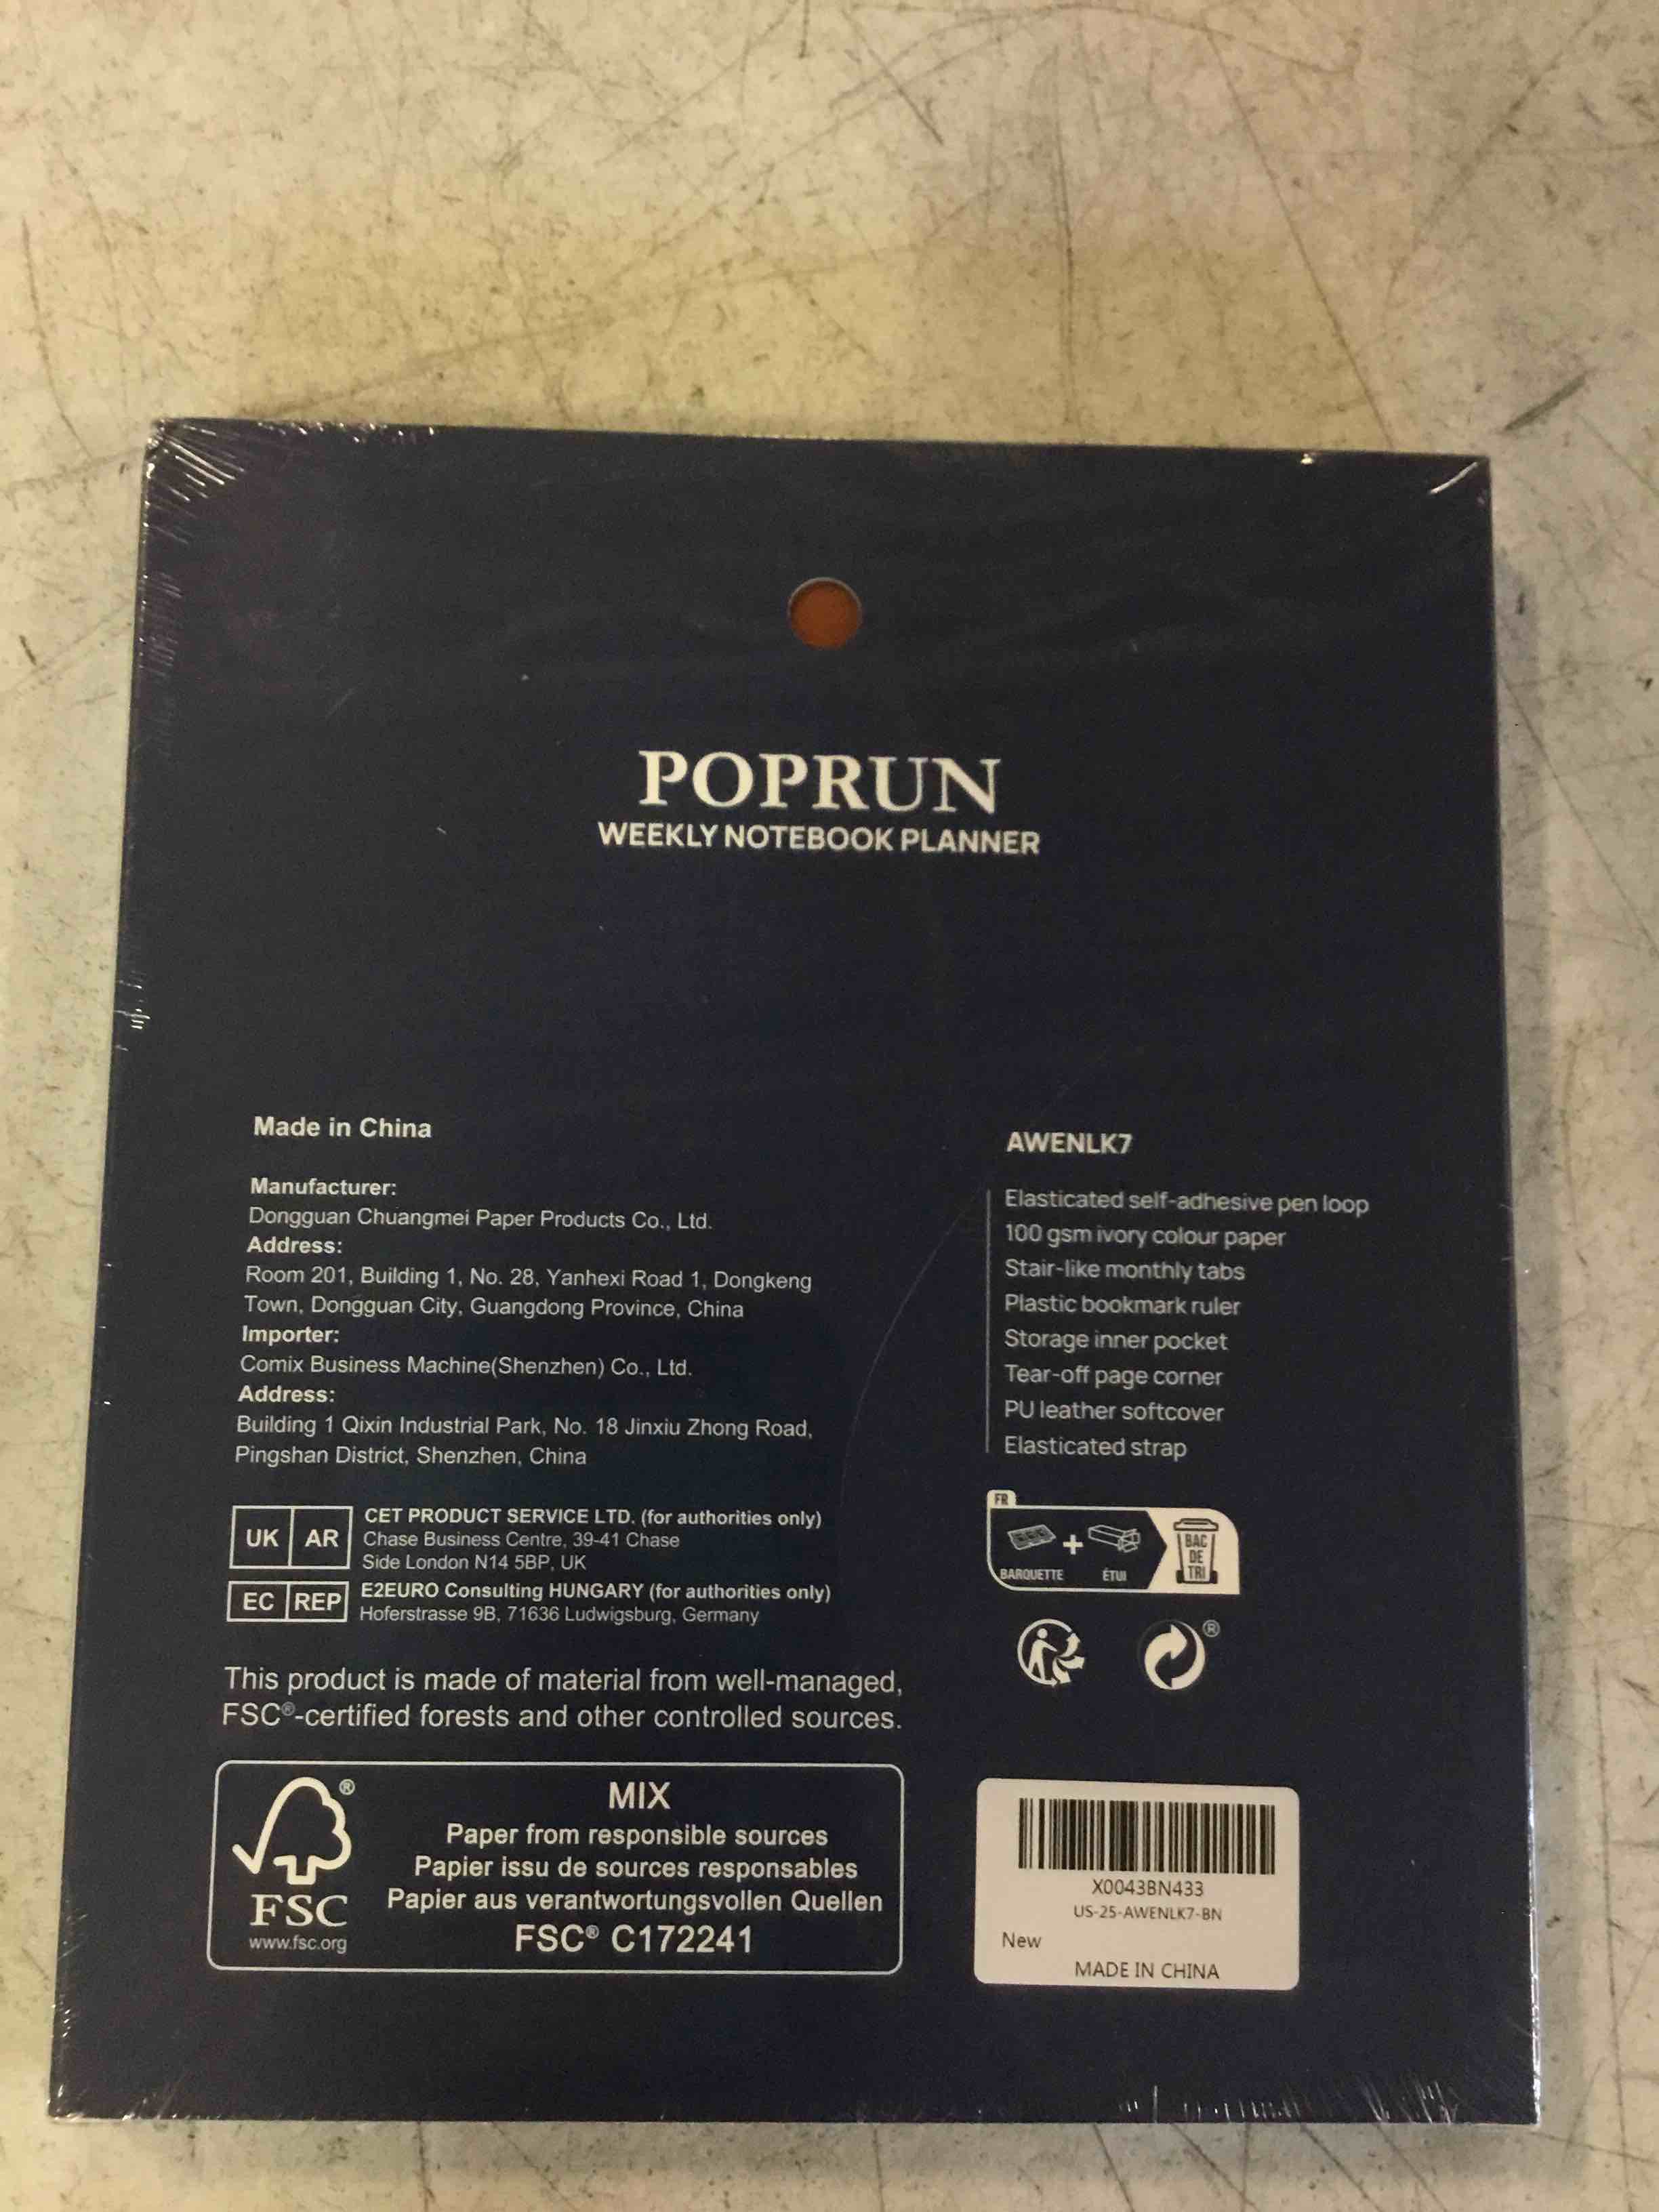 POPRUN
WEEKLY NOTEBOOK PLANNER
Made in China
Manufacturer:
Dongguan Chuangmei Paper Products Co., Ltd.
Address:
Room 201, Building 1, No. 28, Yanhexi Road 1, Dongkeng
Town, Dongguan City, Guangdong Province, China
Importer:
Comix Business Machine(Shenzhen) Co., Ltd.
Address:
Building 1 Qixin Industrial Park, No. 18 Jinxiu Zhong Road,
Pingshan District, Shenzhen, China
UK AR
CET PRODUCT SERVICE LTD. (for authorities only)
Chase Business Centre, 39-41 Chase
Side London N14 5BP, UK
EC REP
E2EURO Consulting HUNGARY (for authorities only)
Hoferstrasse 9B, 71636 Ludwigsburg, Germany
This product is made of material from well-managed,
FSC®-certified forests and other controlled sources.
®
FSC
www.fsc.org
MIX
Paper from responsible sources
Papier issu de sources responsables
Papier aus verantwortungsvollen Quellen
FSC® C172241
AWENLK7
Elasticated self-adhesive pen loop
100 gsm ivory colour paper
Stair-like monthly tabs
Plastic bookmark ruler
Storage inner pocket
Tear-off page corner
PU leather softcover
Elasticated strap
FR
BARQUETTE
+
ÉTUI
BAC
DE
TRI
®
X0043BN433
US-25-AWENLK7-BN
New
MADE IN CHINA